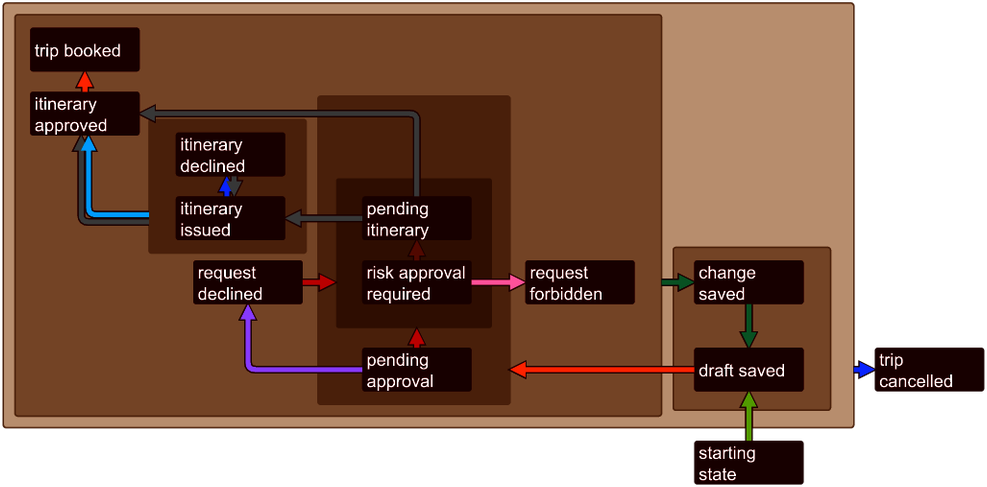 trip booked
itinerary
approved
itinerary
declined
itinerary
issued
pending
itinerary
request
declined
risk approval
required
request
forbidden
change
saved
pending
approval
draft saved
trip
cancelled
starting
state